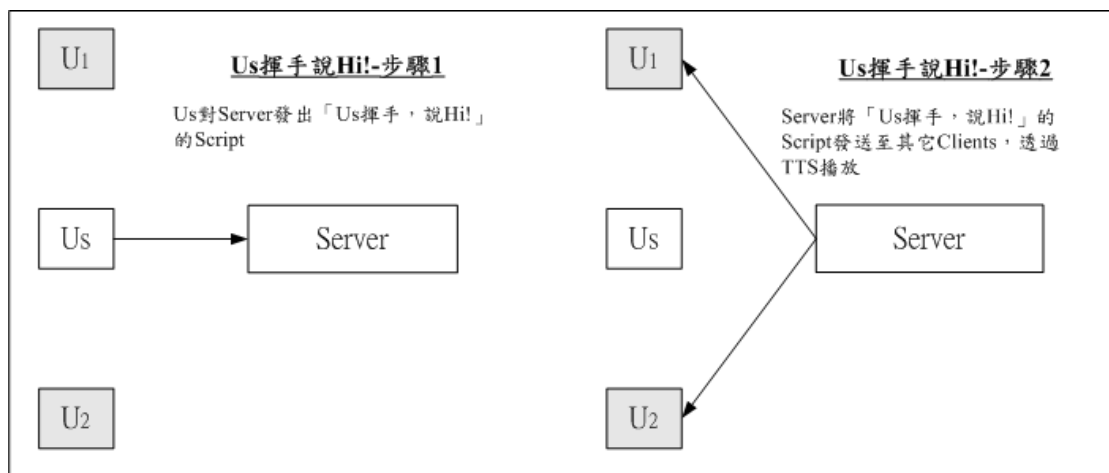 U1
Us揮手說Hi!-步驟1
Us對Server發出「Us揮手，說Hi!」
的Script
Us
Server
U2
U1
Us揮手說Hi!-步驟2
Server將「Us揮手，說Hi!」的
Script發送至其它Clients，透過
TTS播放
Us
Server
U2